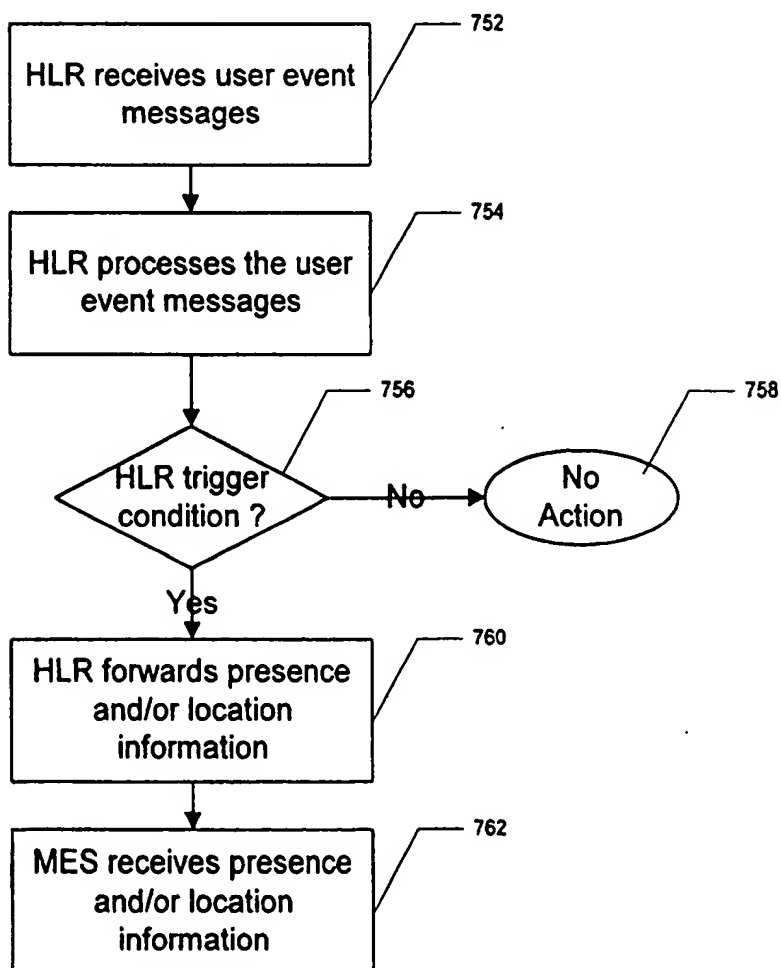 752
HLR receives user event
messages
754
HLR processes the user
event messages
756
758
HLR trigger
condition ?
No
No
Action
Yes
760
HLR forwards presence
and/or location
information
762
MES receives presence
and/or location
information